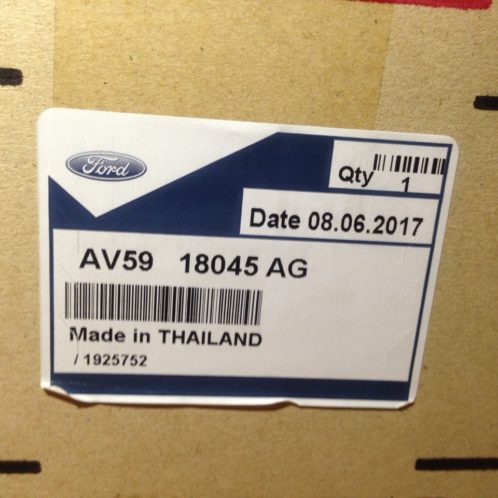 Ford
Qty 1
Date 08.06.2017
AV59 18045 AG
Made in THAILAND
/ 1925752